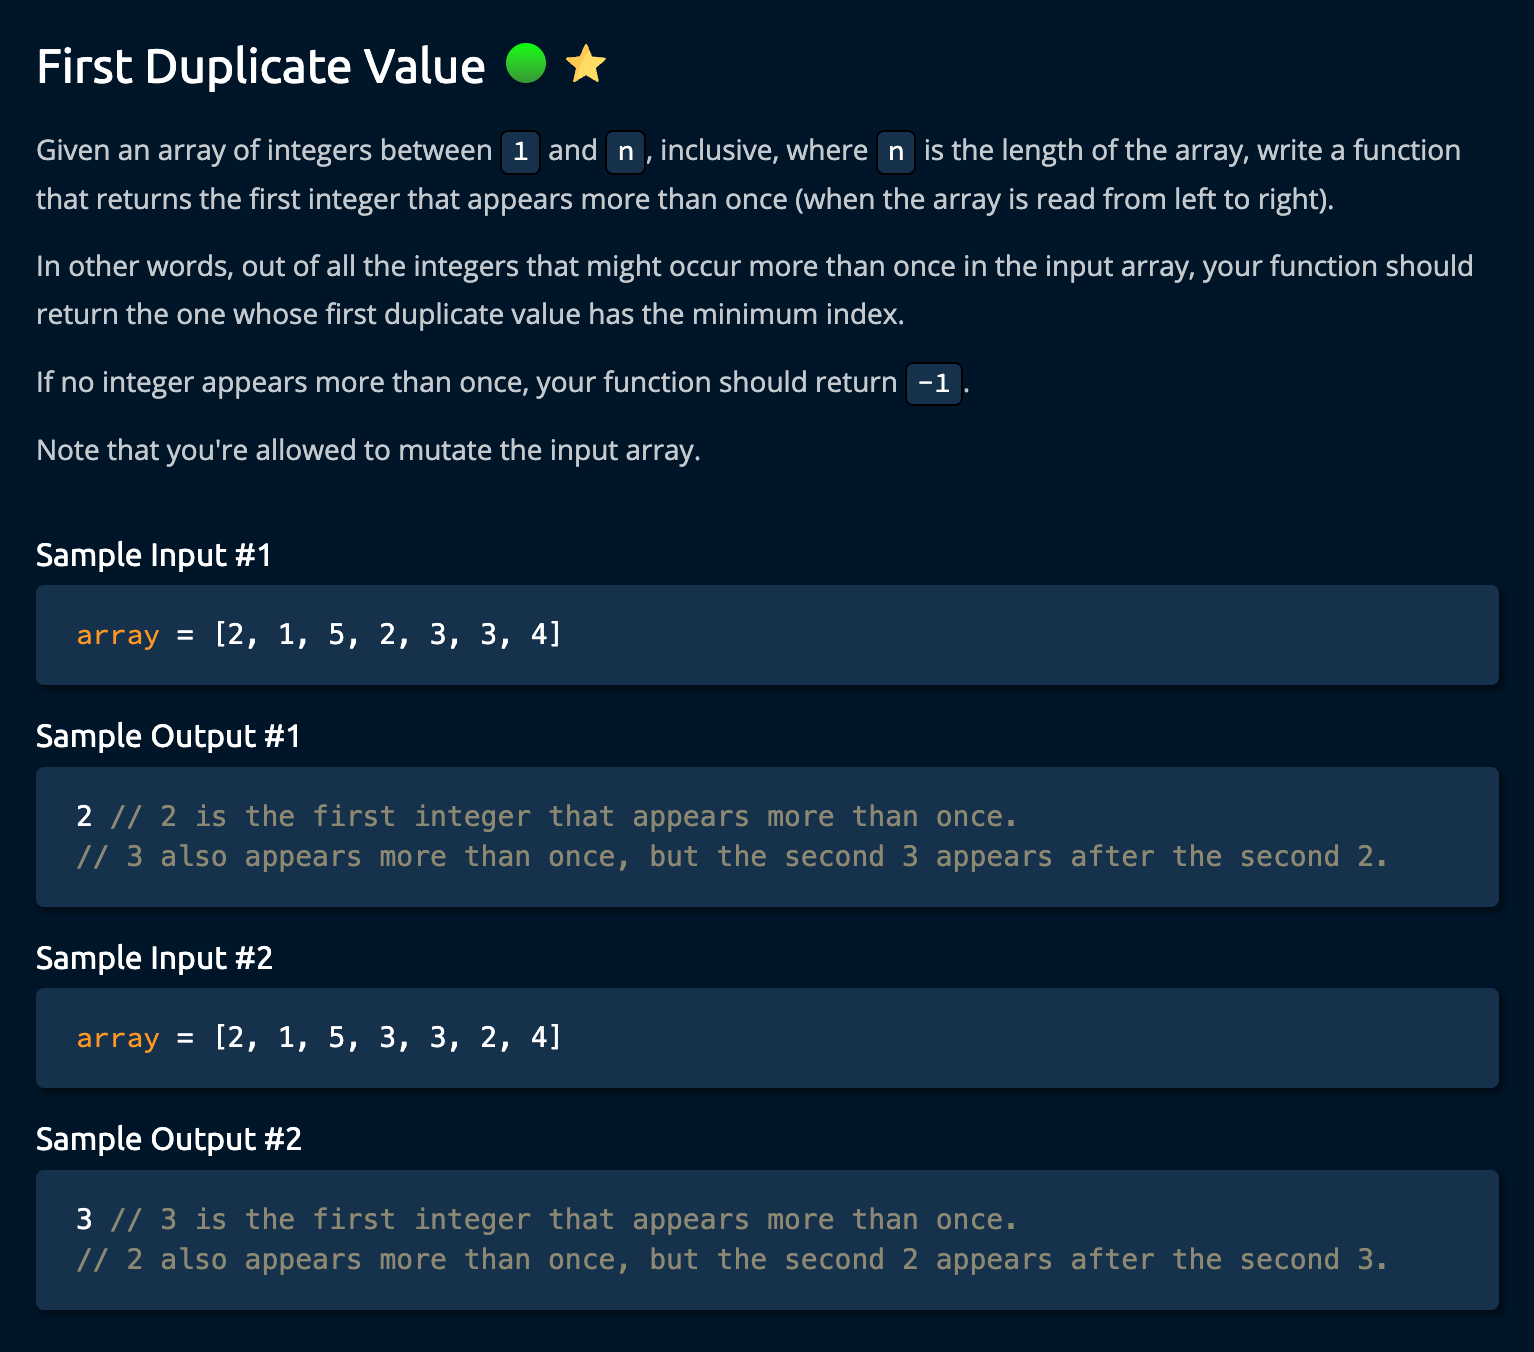 First Duplicate Value
Given an array of integers between 1 and n, inclusive, where n is the length of the array, write a function
that returns the first integer that appears more than once (when the array is read from left to right).
In other words, out of all the integers that might occur more than once in the input array, your function should
return the one whose first duplicate value has the minimum index.
If no integer appears more than once, your function should return -1.
Note that you're allowed to mutate the input array.
Sample Input #1
array = [2, 1, 5, 2, 3, 3, 4]
Sample Output #1
2 // 2 is the first integer that appears more than once.
// 3 also appears more than once, but the second 3 appears after the second 2.
Sample Input #2
array = [2, 1, 5, 3, 3, 2, 4]
Sample Output #2
3 // 3 is the first integer that appears more than once.
// 2 also appears more than once, but the second 2 appears after the second 3.